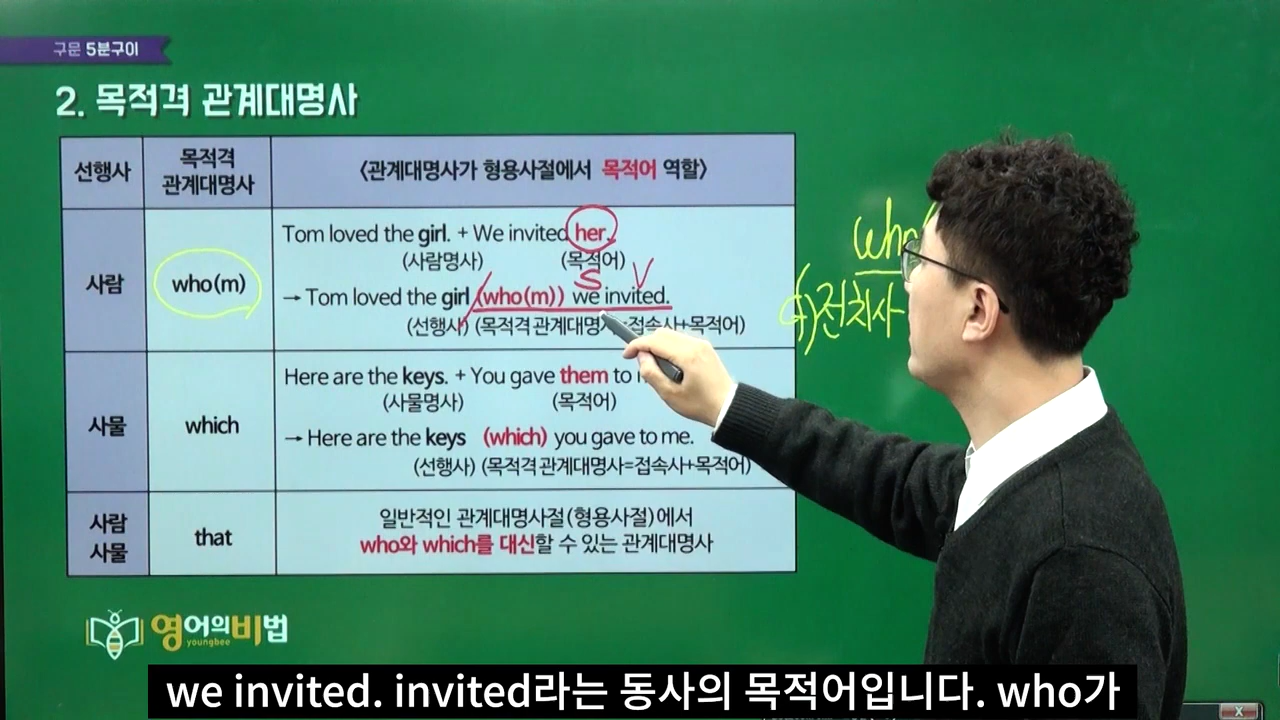 구문 5분구이
2. 목적격 관계대명사
선행사
목적격
관계대명사
〈관계대명사가 형용사절에서 목적어 역할〉
사람
who(m)
Tom loved the girl. + We invited her.
(사람명사) (목적어)
S V
→ Tom loved the girl (who(m)) we invited.
(선행사) (목적격 관계대명사=접속사+목적어)
사물
which
Here are the keys. + You gave them to
(사물명사) (목적어)
→ Here are the keys (which) you gave to me.
(선행사) (목적격 관계대명사=접속사+목적어)
사람
사물
that
일반적인 관계대명사절(형용사절)에서
who와 which를 대신할 수 있는 관계대명사
who
전치사
영어의비법
youngbee
we invited. invited라는 동사의 목적어입니다. who가